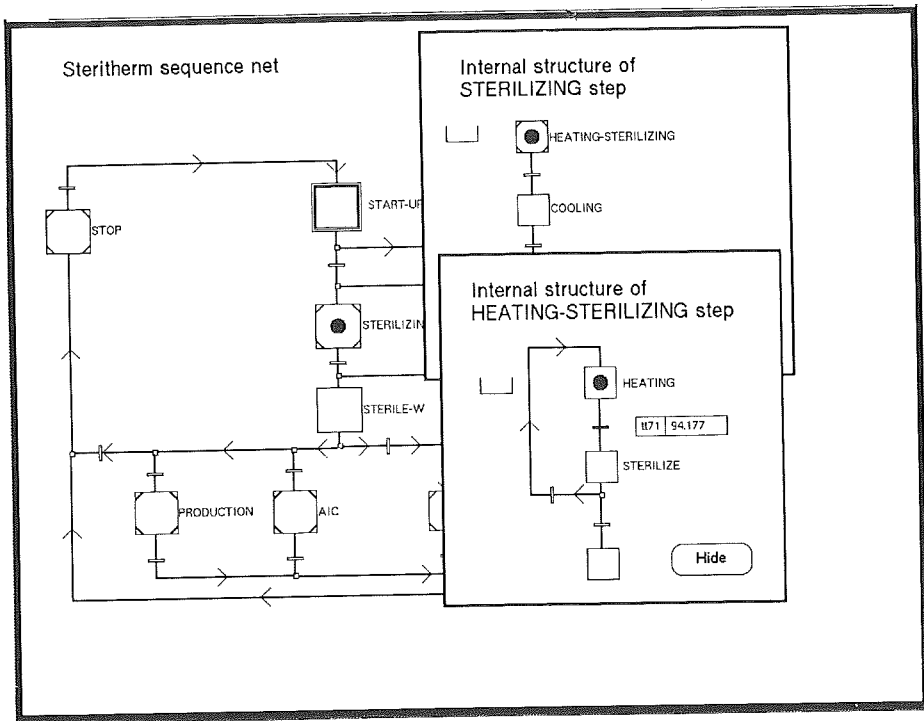 Steritherm sequence net
Internal structure of
STERILIZING step
HEATING-STERILIZING
COOLING
START-UP
STOP
STERILIZIN
STERILE-W
PRODUCTION
AIC
Internal structure of
HEATING-STERILIZING step
HEATING
tt71 94.177
STERILIZE
Hide